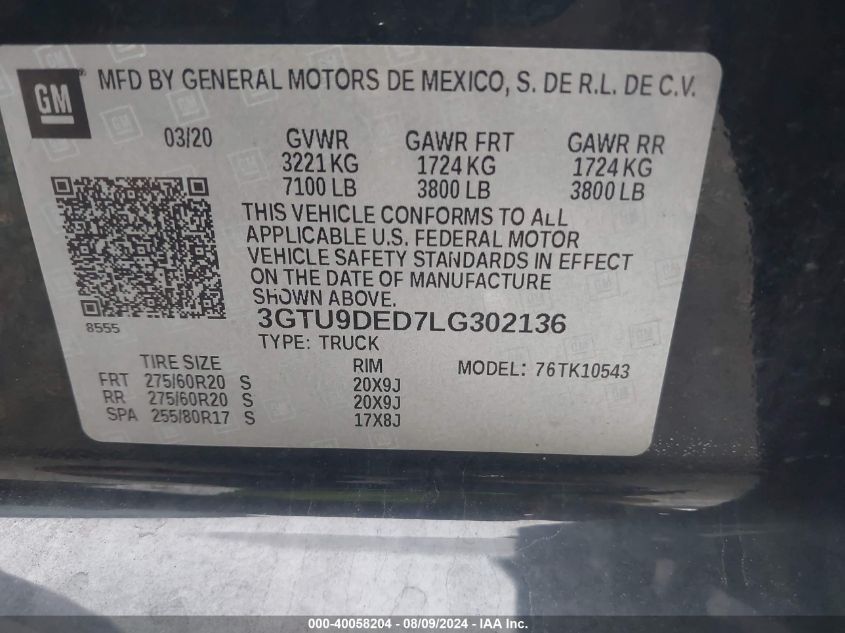 GM ® MFD BY GENERAL MOTORS DE MEXICO, S. DE R.L. DE C.V.
03/20 GVWR GAWR FRT GAWR RR
3221 KG 1724 KG 1724 KG
7100 LB 3800 LB 3800 LB
THIS VEHICLE CONFORMS TO ALL
APPLICABLE U.S. FEDERAL MOTOR
VEHICLE SAFETY STANDARDS IN EFFECT
ON THE DATE OF MANUFACTURE
SHOWN ABOVE.
8555
3GTU9DED7LG302136
TYPE: TRUCK
TIRE SIZE RIM MODEL: 76TK10543
FRT 275/60R20 S 20X9J
RR 275/60R20 S 20X9J
SPA 255/80R17 S 17X8J
000-40058204 - 08/09/2024 - IAA Inc.